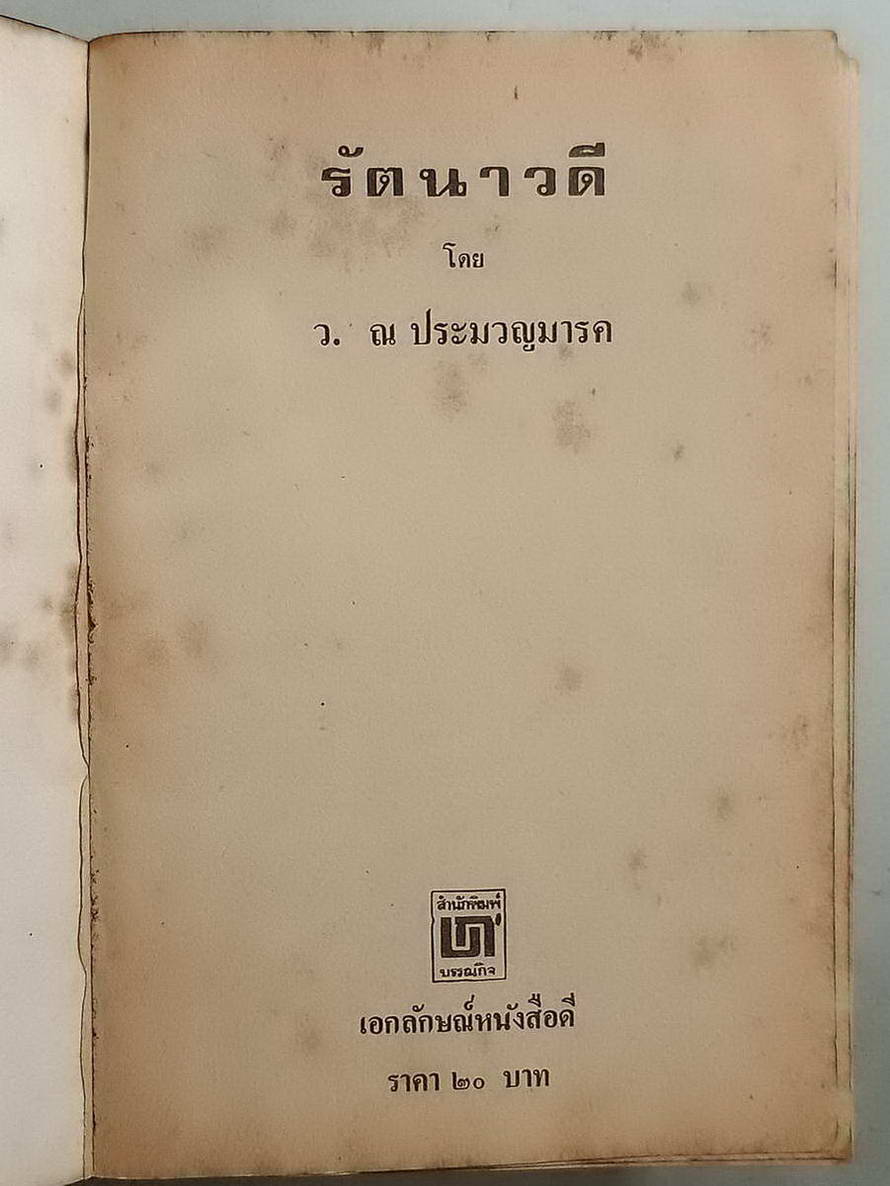 รัตนาวดี
โดย
ว. ณ ประมวญมารค
สำนักพิมพ์
บรรณกิจ
เอกลักษณ์หนังสือดี
ราคา ๒๐ บาท